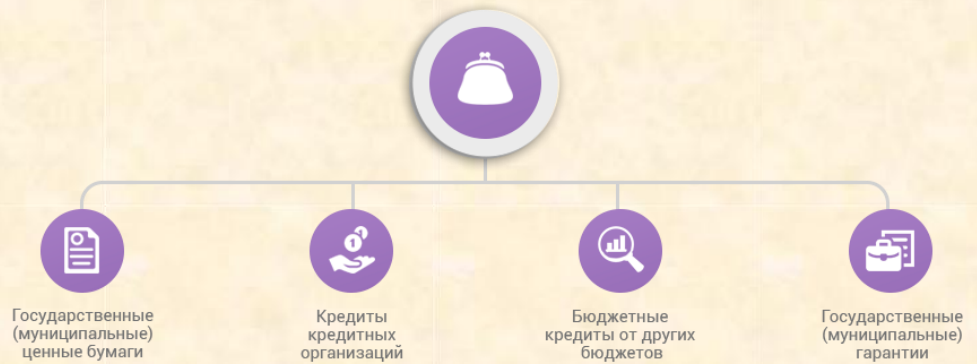 Государственные
(муниципальные)
ценные бумаги
Кредиты
кредитных
организаций
Бюджетные
кредиты от других
бюджетов
Государственные
(муниципальные)
гарантии